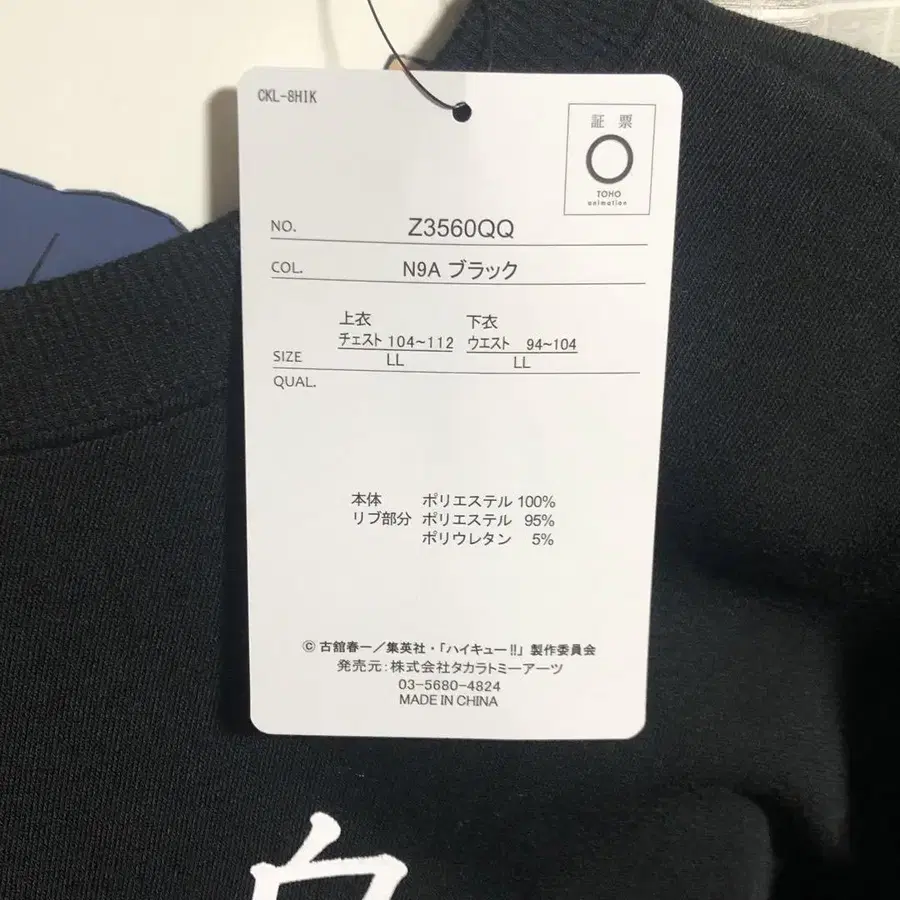 CKL-8HIK
証 票
TOHO
animation
NO. Z3560QQ
COL. N9A ブラック
上衣 下衣
チェスト 104~112 ウエスト 94~104
SIZE LL LL
QUAL.
本体 ポリエステル 100%
リブ部分 ポリエステル 95%
ポリウレタン 5%
© 古舘春一／集英社・「ハイキュー!!」製作委員会
発売元：株式会社タカラトミーアーツ
03-5680-4824
MADE IN CHINA